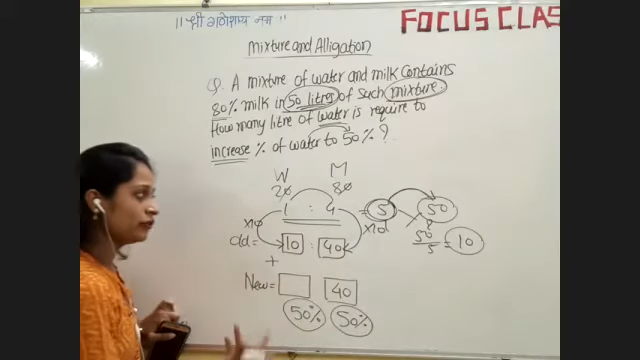 ॥ श्री गणेशाय नमः ॥
FOCUS CLAS
Mixture and Alligation
Q. A mixture of water and milk contains
80% milk in 50 litres of such mixture.
How many litre of water is require to
increase % of water to 50%?
W M
20 80
1 : 4 = 5 50
x10 x10 50/5 = 10
old = 10 : 40
+
New = 40
50% 50%